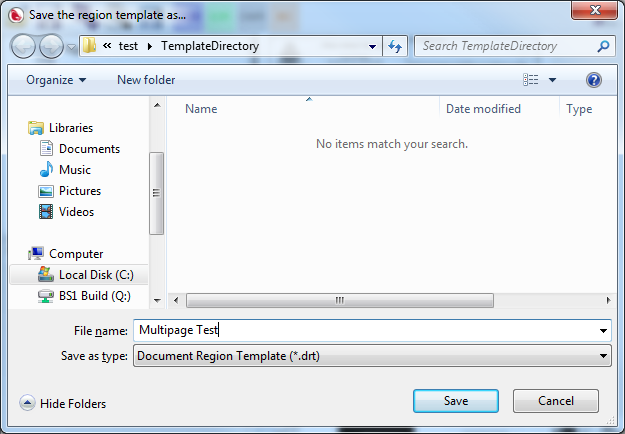 Save the region template as...
« test ▸ TemplateDirectory
Search TemplateDirectory
Organize
New folder
Name
Date modified
Type
No items match your search.
Libraries
Documents
Music
Pictures
Videos
Computer
Local Disk (C:)
BS1 Build (Q:)
File name: Multipage Test
Save as type: Document Region Template (*.drt)
Hide Folders
Save
Cancel